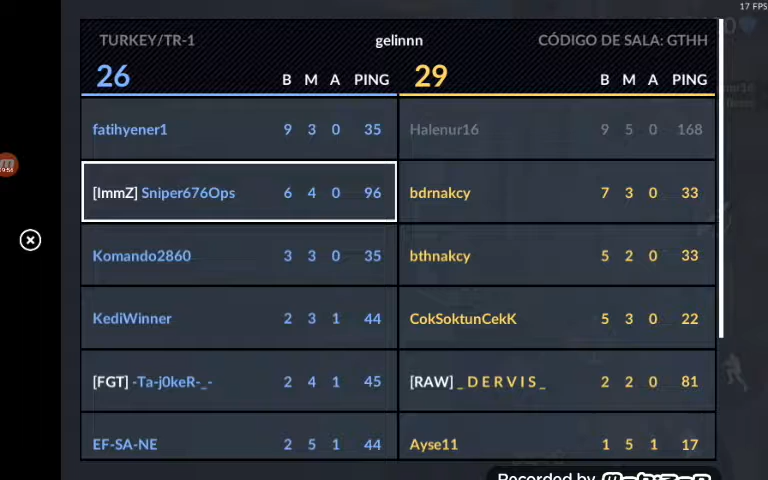 17 FPS
TURKEY/TR-1 gelinnn CÓDIGO DE SALA: GTHH
26 B M A PING 29 B M A PING
fatihyener1 9 3 0 35 Halenur16 9 5 0 168
[ImmZ] Sniper676Ops 6 4 0 96 bdrnakcy 7 3 0 33
Komando2860 3 3 0 35 bthnakcy 5 2 0 33
KediWinner 2 3 1 44 CokSoktunCekK 5 3 0 22
[FGT] -Ta-j0keR-_- 2 4 1 45 [RAW] _ D E R V I S _ 2 2 0 81
EF-SA-NE 2 5 1 44 Ayse11 1 5 1 17
Recorded by